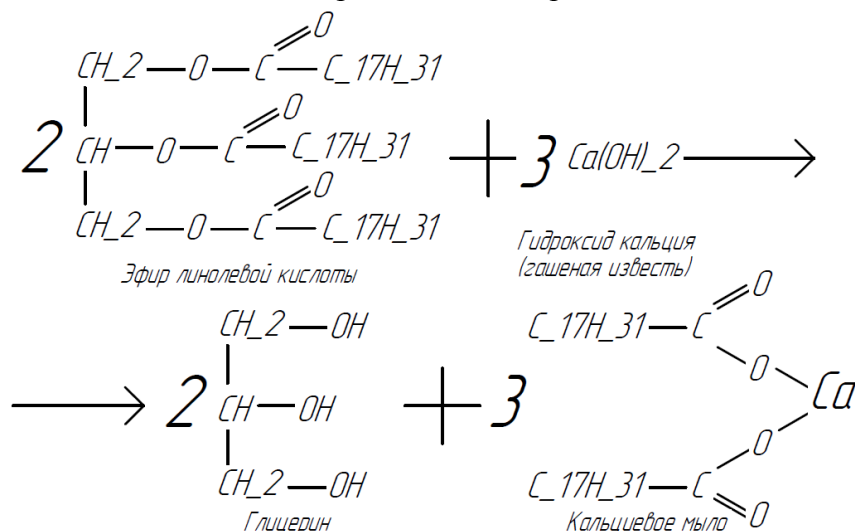 O
CH_2 — O — C — C_17H_31
O
2 CH — O — C — C_17H_31 + 3 Ca(OH)_2
O
CH_2 — O — C — C_17H_31
Эфир линолевой кислоты
Гидроксид кальция
(гашеная известь)
O
CH_2 — OH C_17H_31 — C
O
2 CH — OH + 3 Ca
O
CH_2 — OH C_17H_31 — C
O
Глицерин
Кальциевое мыло